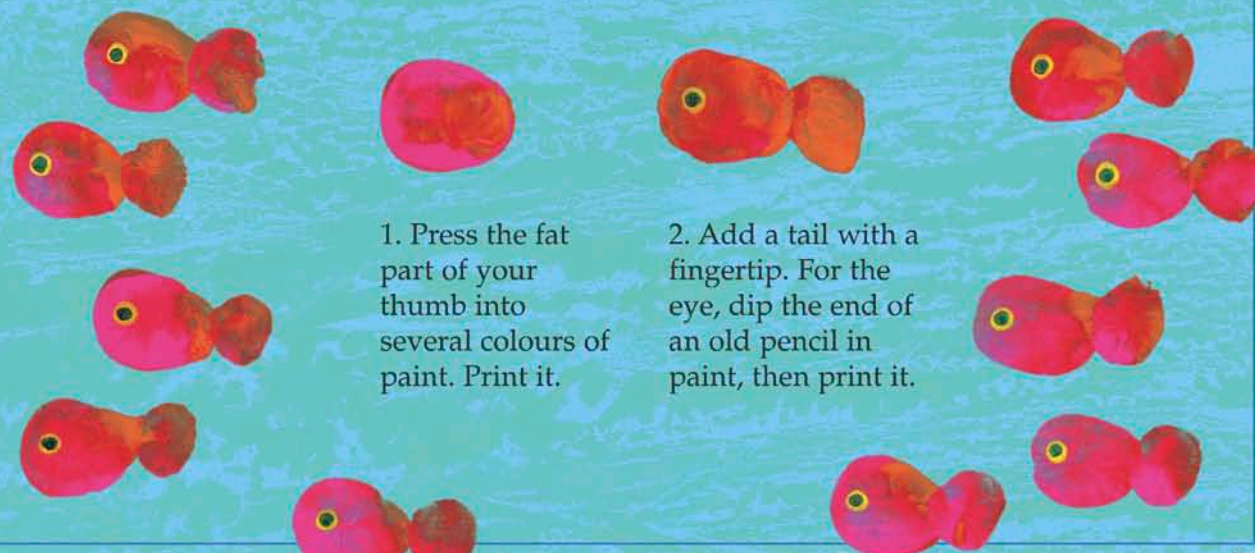 1. Press the fat
part of your
thumb into
several colours of
paint. Print it.
2. Add a tail with a
fingertip. For the
eye, dip the end of
an old pencil in
paint, then print it.